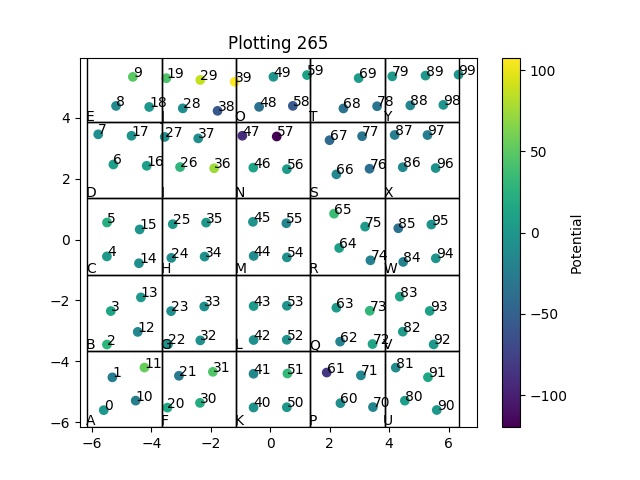 Plotting 265
9 19 29 39 49 59 69 79 89 99
8 18 28 38 48 58 68 78 88 98
E O T Y
7 17 27 37 47 57 67 77 87 97
6 16 26 36 46 56 66 76 86 96
D I N S X
5 15 25 35 45 55 65 75 85 95
4 14 24 34 44 54 64 74 84 94
C H M R W
3 13 23 33 43 53 63 73 83 93
2 12 22 32 42 52 62 72 82 92
B G L Q V
1 11 21 31 41 51 61 71 81 91
0 10 20 30 40 50 60 70 80 90
A F K P U
4
2
0
−2
−4
−6
−6 −4 −2 0 2 4 6
100
50
0
−50
−100
Potential